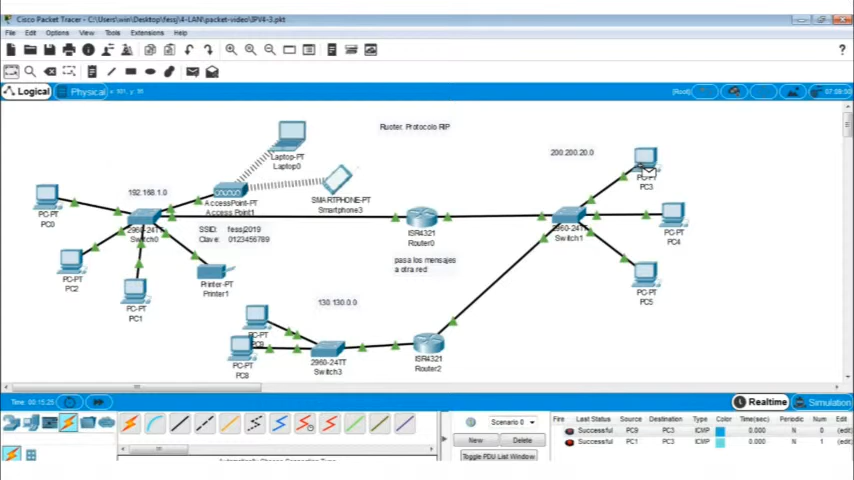 Cisco Packet Tracer - C:\Users\win\Desktop\fessj\4-LAN\packet-video\IPV4-3.pkt
File Edit Options View Tools Extensions Help
?
Logical Physical
[Root]
Ruoter. Protocolo RIP
200.200.20.0
Laptop-PT
Laptop0
192.168.1.0
PC-PT
PC3
AccessPoint-PT
Access Point1
SMARTPHONE-PT
Smartphone3
PC-PT
PC0
2960-24TT
Switch0
SSID: fessj2019
Clave: 0123456789
ISR4321
Router0
2960-24TT
Switch1
PC-PT
PC4
pasa los mensajes
a otra red
PC-PT
PC2
Printer-PT
Printer1
PC-PT
PC5
PC-PT
PC1
130.130.0.0
PC-PT
PC9
PC-PT
PC8
2960-24TT
Switch3
ISR4321
Router2
Time: 00:15:25
Realtime
Simulation
Scenario 0
New Delete
Toggle PDU List Window
Fire Last Status Source Destination Type Color Time(sec) Periodic Num Edit
Successful PC9 PC3 ICMP 0.000 N 0 (edit)
Successful PC1 PC3 ICMP 0.000 N 1 (edit)